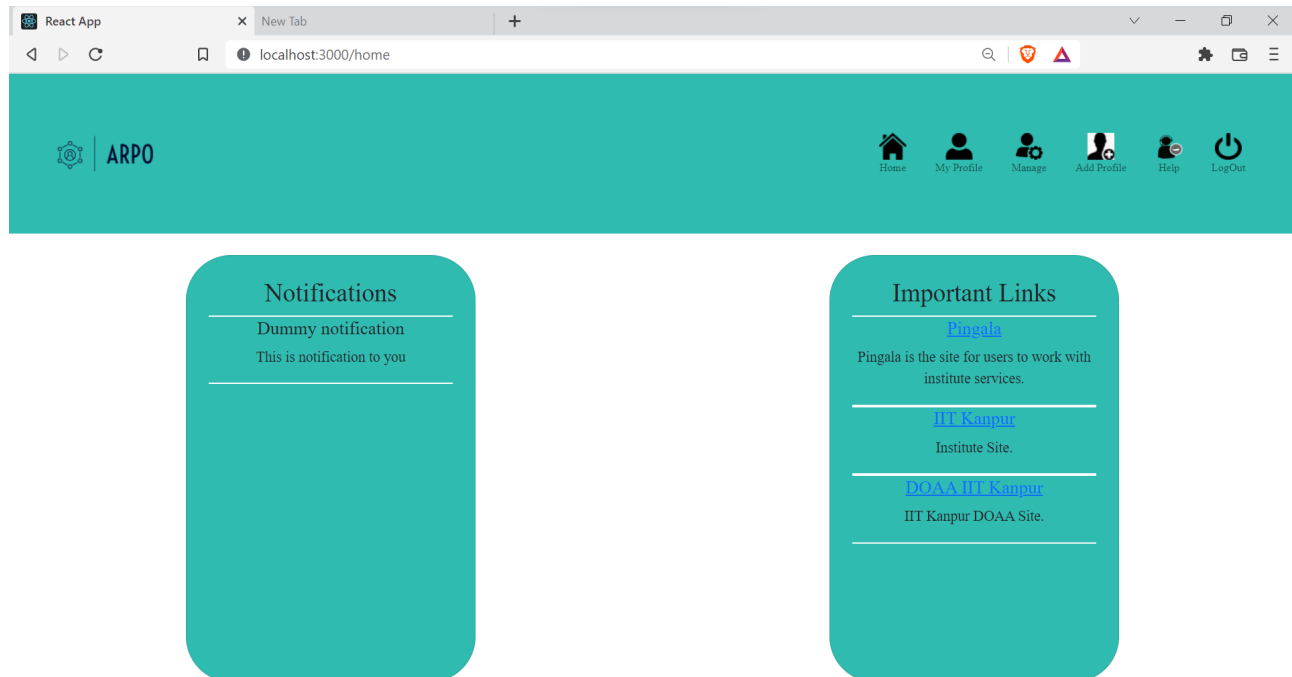 React App
New Tab
localhost:3000/home
ARPO
Home
My Profile
Manage
Add Profile
Help
LogOut
Notifications
Dummy notification
This is notification to you
Important Links
Pingala
Pingala is the site for users to work with
institute services.
IIT Kanpur
Institute Site.
DOAA IIT Kanpur
IIT Kanpur DOAA Site.